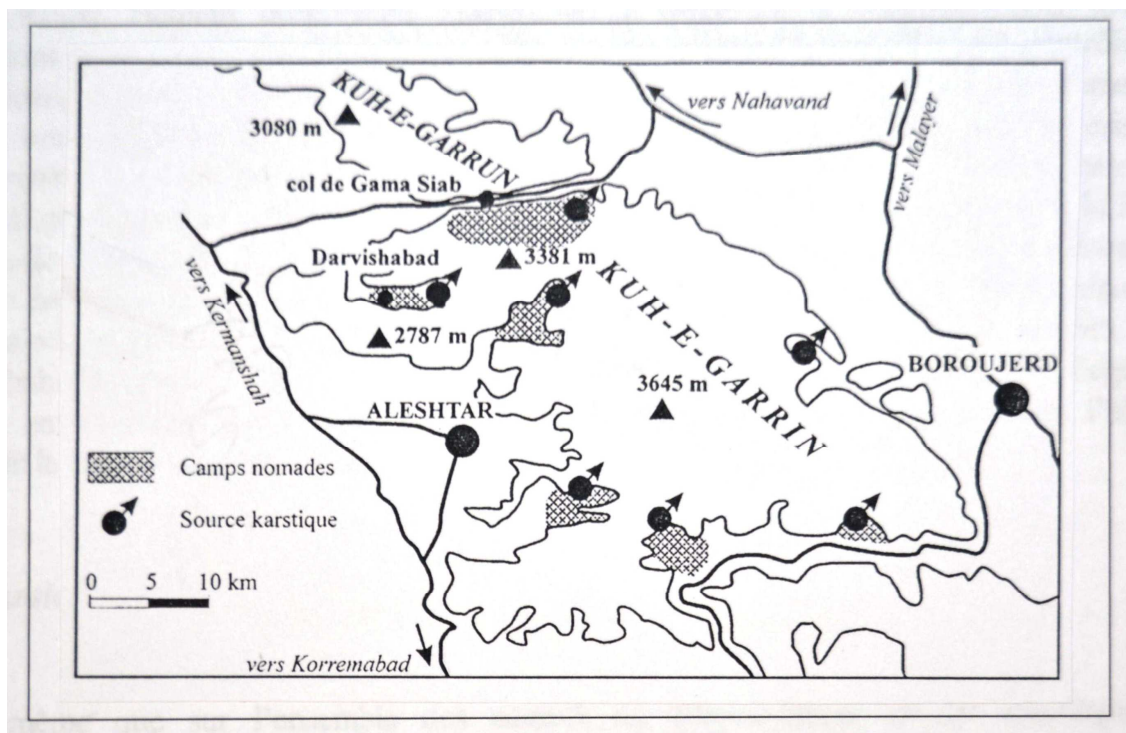 KUH-E-GARRUN
3080 m
vers Nahavand
vers Malayer
col de Gama Siab
Darvishabad
3381 m
KUH-E-GARRIN
vers Kermanshah
2787 m
BOROUJERD
3645 m
ALESHTAR
Camps nomades
Source karstique
0 5 10 km
vers Korremabad